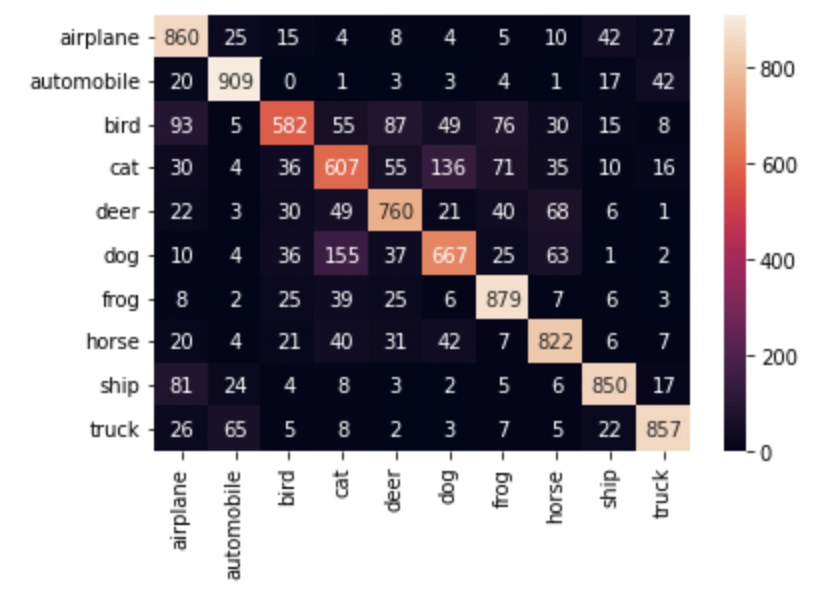 airplane 860 25 15 4 8 4 5 10 42 27
automobile 20 909 0 1 3 3 4 1 17 42
bird 93 5 582 55 87 49 76 30 15 8
cat 30 4 36 607 55 136 71 35 10 16
deer 22 3 30 49 760 21 40 68 6 1
dog 10 4 36 155 37 667 25 63 1 2
frog 8 2 25 39 25 6 879 7 6 3
horse 20 4 21 40 31 42 7 822 6 7
ship 81 24 4 8 3 2 5 6 850 17
truck 26 65 5 8 2 3 7 5 22 857
airplane automobile bird cat deer dog frog horse ship truck
800
600
400
200
0